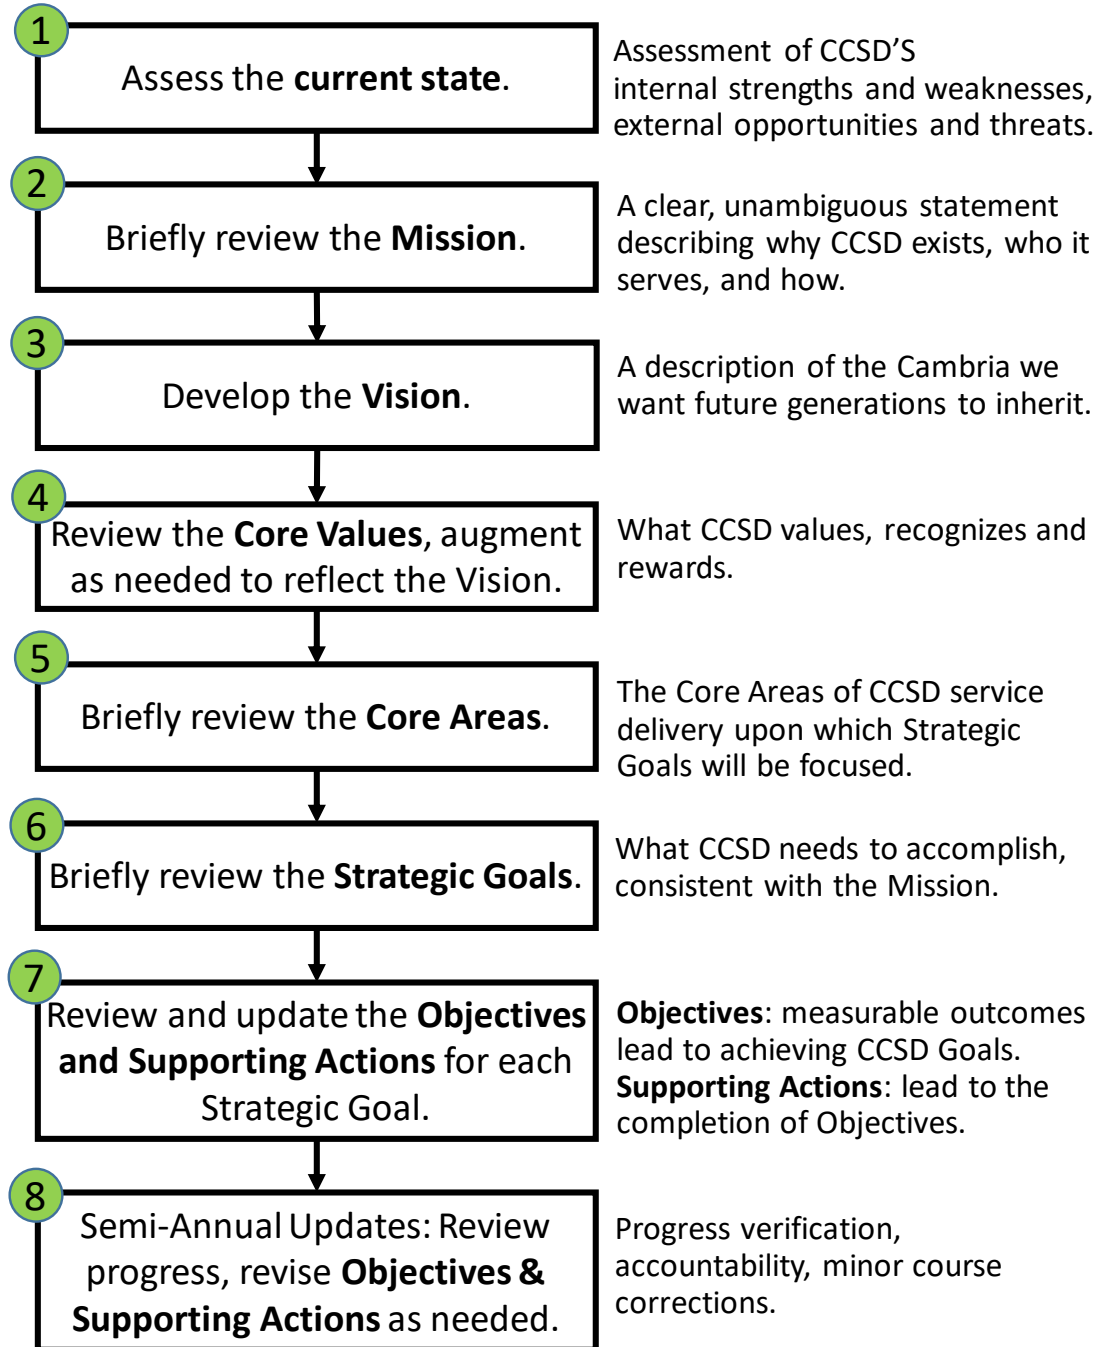 1
Assess the current state.
Assessment of CCSD'S
internal strengths and weaknesses,
external opportunities and threats.
2
Briefly review the Mission.
A clear, unambiguous statement
describing why CCSD exists, who it
serves, and how.
3
Develop the Vision.
A description of the Cambria we
want future generations to inherit.
4
Review the Core Values, augment
as needed to reflect the Vision.
What CCSD values, recognizes and
rewards.
5
Briefly review the Core Areas.
The Core Areas of CCSD service
delivery upon which Strategic
Goals will be focused.
6
Briefly review the Strategic Goals.
What CCSD needs to accomplish,
consistent with the Mission.
7
Review and update the Objectives
and Supporting Actions for each
Strategic Goal.
Objectives: measurable outcomes
lead to achieving CCSD Goals.
Supporting Actions: lead to the
completion of Objectives.
8
Semi-Annual Updates: Review
progress, revise Objectives &
Supporting Actions as needed.
Progress verification,
accountability, minor course
corrections.